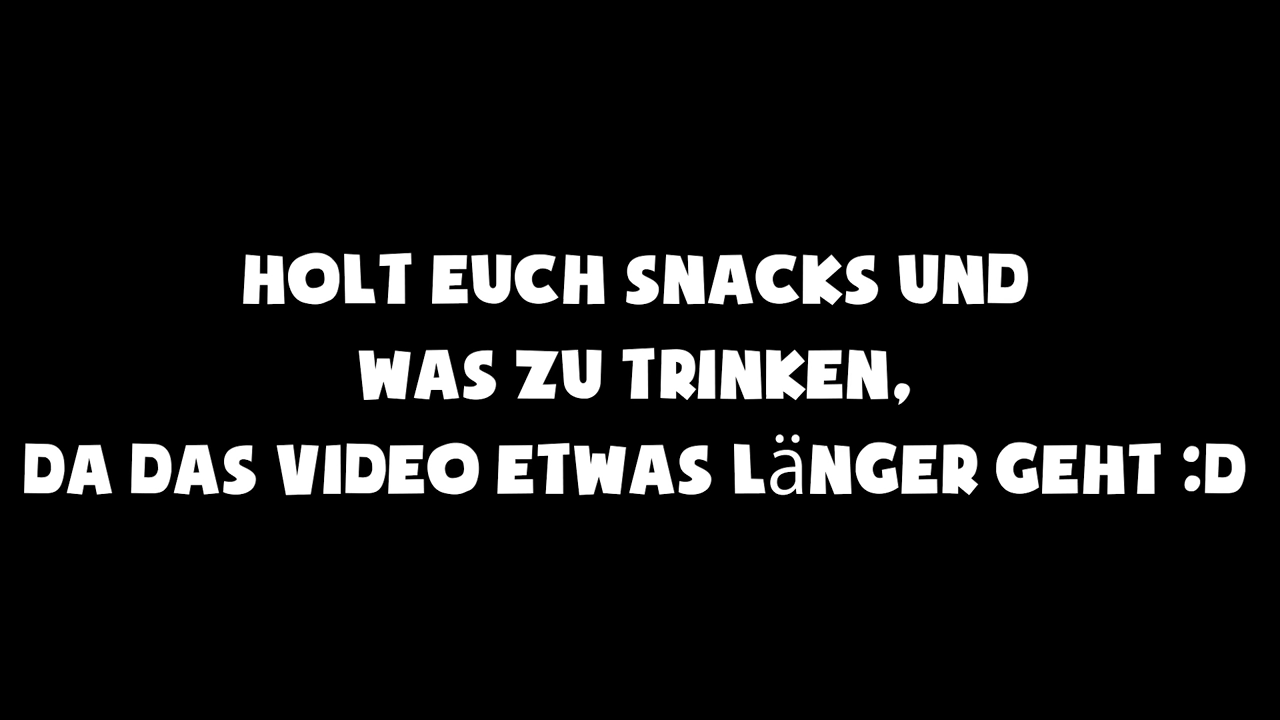 HOLT EUCH SNACKS UND
WAS ZU TRINKEN,
DA DAS VIDEO ETWAS LäNGER GEHT :D